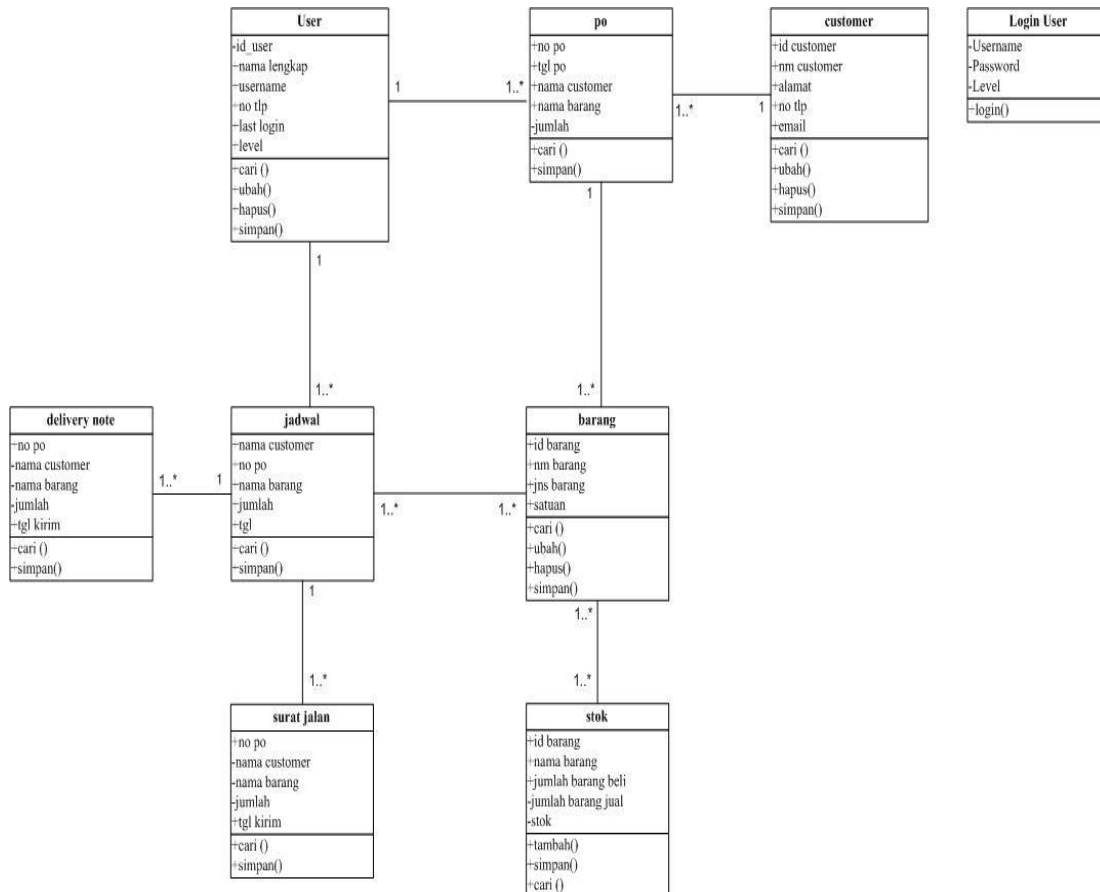 User
-id_user
+nama lengkap
+username
+no tlp
+last login
+level
+cari ()
+ubah()
+hapus()
+simpan()
1
1..*
po
+no po
+tgl po
+nama customer
+nama barang
-jumlah
+cari ()
+simpan()
1..*
1
customer
+id customer
+nm customer
+alamat
+no tlp
+email
+cari ()
+ubah()
+hapus()
+simpan()
Login User
-Username
-Password
-Level
+login()
1
1..*
1
1..*
delivery note
+no po
-nama customer
-nama barang
-jumlah
+tgl kirim
+cari ()
+simpan()
1..*
1
jadwal
+nama customer
+no po
+nama barang
+jumlah
+tgl
+cari ()
+simpan()
1..*
1..*
barang
+id barang
+nm barang
+jns barang
+satuan
+cari ()
+ubah()
+hapus()
+simpan()
1
1..*
1..*
1..*
surat jalan
+no po
-nama customer
-nama barang
-jumlah
+tgl kirim
+cari ()
+simpan()
stok
+id barang
+nama barang
+jumlah barang beli
-jumlah barang jual
-stok
+tambah()
+simpan()
+cari ()